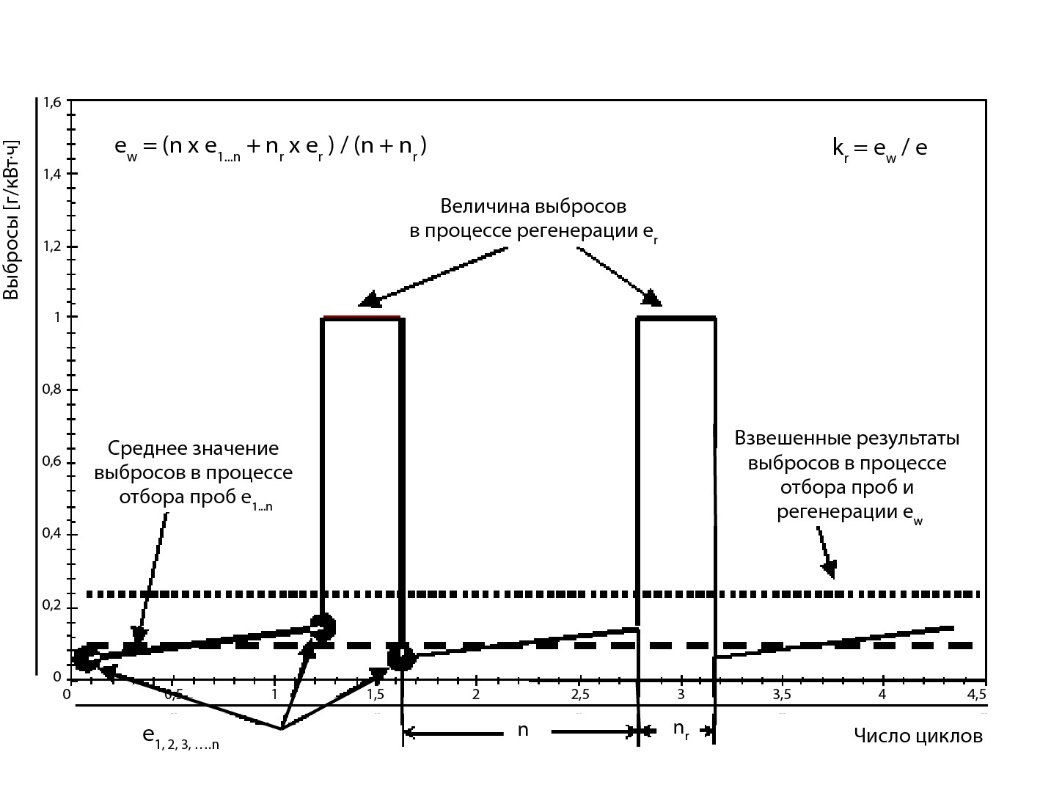 Выбросы [г/кВт·ч]
1,6
e_w = (n x e_1...n + n_r x e_r) / (n + n_r)
k_r = e_w / e
1,4
Величина выбросов
в процессе регенерации e_r
1,2
1
0,8
Среднее значение
выбросов в процессе
отбора проб e_1...n
Взвешенные результаты
выбросов в процессе
отбора проб и
регенерации e_w
0,6
0,4
0,2
0
0 0,5 1 1,5 2 2,5 3 3,5 4 4,5
e_1, 2, 3, ….n
n
n_r
Число циклов